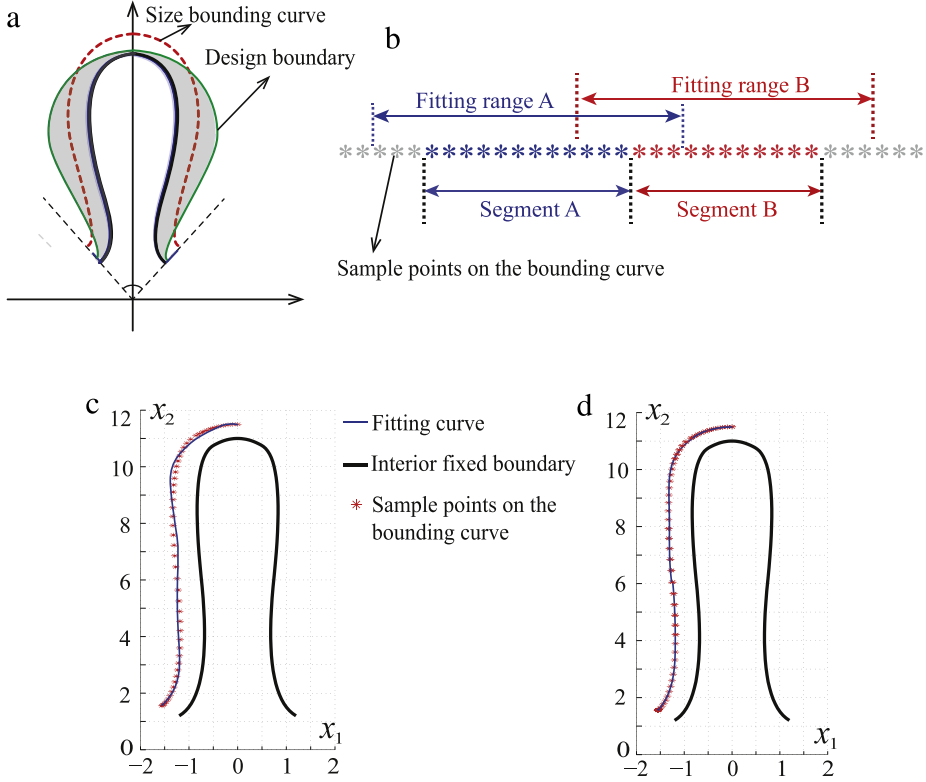 a
Size bounding curve
Design boundary
b
Fitting range A
Fitting range B
Segment A
Segment B
Sample points on the bounding curve
c
x2
12
10
8
6
4
2
0
−2 −1 0 1 2
x1
Fitting curve
Interior fixed boundary
Sample points on the
bounding curve
d
x2
12
10
8
6
4
2
0
−2 −1 0 1 2
x1